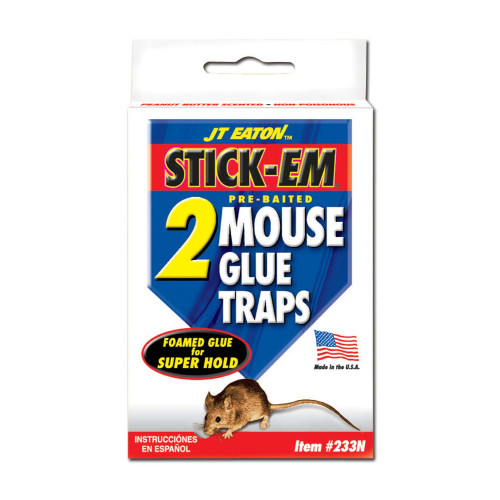 PEANUT BUTTER SCENTED • NON-POISONOUS
JT EATON™
STICK-EM
PRE-BAITED
2 MOUSE
GLUE
TRAPS
FOAMED GLUE
for
SUPER HOLD
Made in the U.S.A.
INSTRUCCIÓNES
EN ESPAÑOL
Item #233N